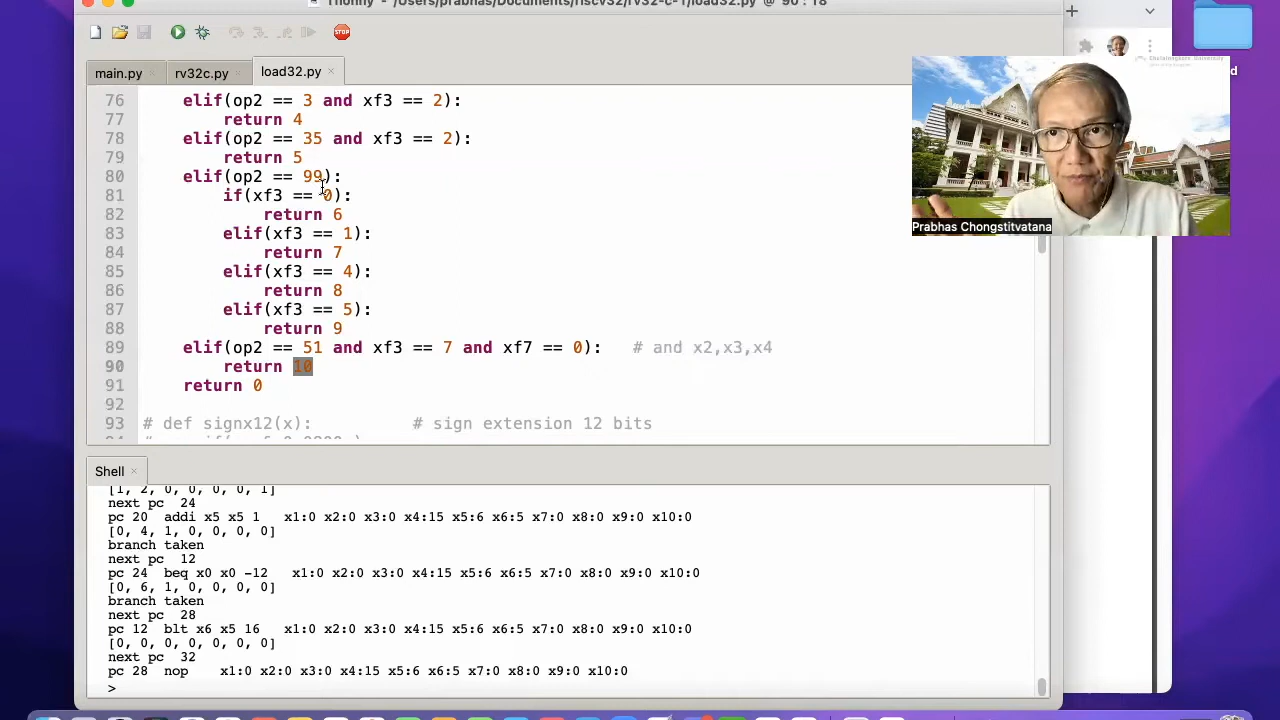 Thonny - /Users/prabhas/Documents/riscv32/rv32-c-1/load32.py @ 90 : 18
STOP
main.py ×
rv32c.py ×
load32.py ×
76 elif(op2 == 3 and xf3 == 2):
77 return 4
78 elif(op2 == 35 and xf3 == 2):
79 return 5
80 elif(op2 == 99):
81 if(xf3 == 0):
82 return 6
83 elif(xf3 == 1):
84 return 7
85 elif(xf3 == 4):
86 return 8
87 elif(xf3 == 5):
88 return 9
89 elif(op2 == 51 and xf3 == 7 and xf7 == 0): # and x2,x3,x4
90 return 10
91 return 0
92
93 # def signx12(x): # sign extension 12 bits
Chulalongkorn University
Prabhas Chongstitvatana
d
Shell ×
[1, 2, 0, 0, 0, 0, 1]
next pc 24
pc 20 addi x5 x5 1 x1:0 x2:0 x3:0 x4:15 x5:6 x6:5 x7:0 x8:0 x9:0 x10:0
[0, 4, 1, 0, 0, 0, 0]
branch taken
next pc 12
pc 24 beq x0 x0 -12 x1:0 x2:0 x3:0 x4:15 x5:6 x6:5 x7:0 x8:0 x9:0 x10:0
[0, 6, 1, 0, 0, 0, 0]
branch taken
next pc 28
pc 12 blt x6 x5 16 x1:0 x2:0 x3:0 x4:15 x5:6 x6:5 x7:0 x8:0 x9:0 x10:0
[0, 0, 0, 0, 0, 0, 0]
next pc 32
pc 28 nop x1:0 x2:0 x3:0 x4:15 x5:6 x6:5 x7:0 x8:0 x9:0 x10:0
>